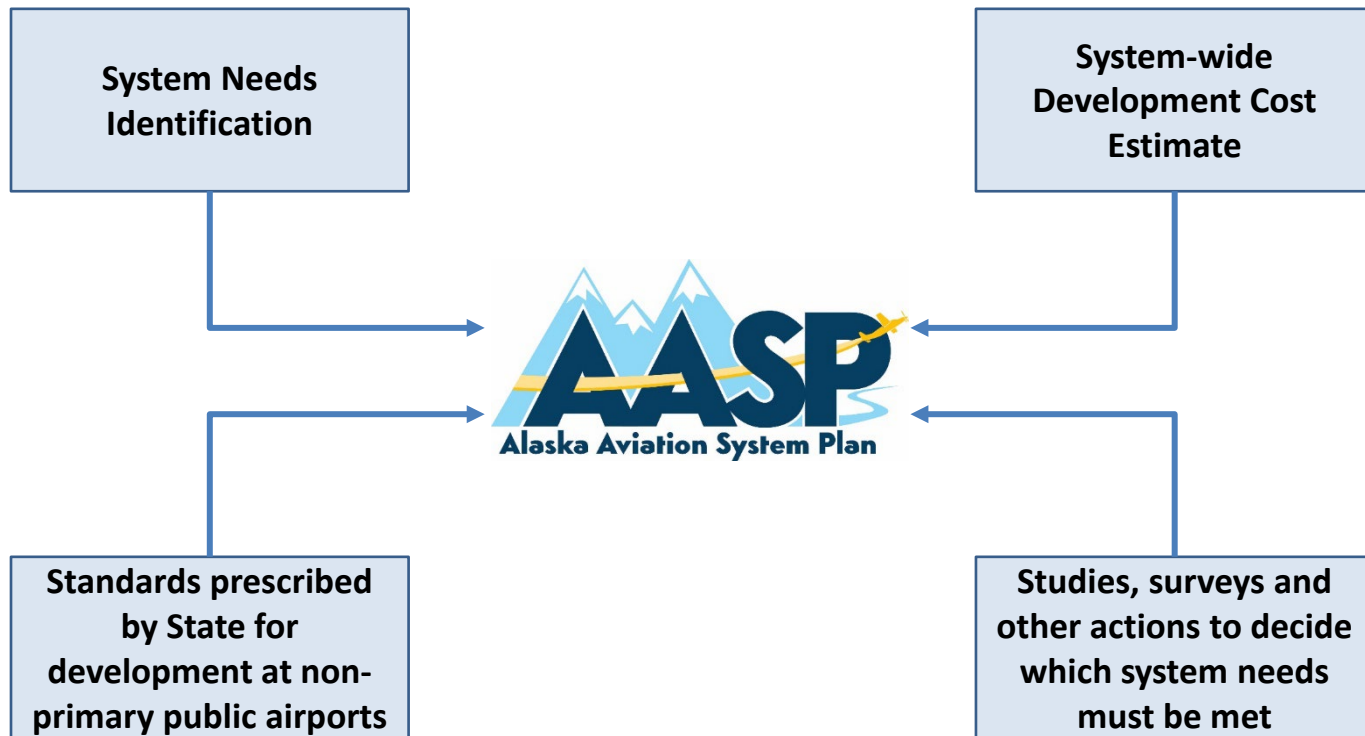 System Needs
Identification
System-wide
Development Cost
Estimate
AASP
Alaska Aviation System Plan
Standards prescribed
by State for
development at non-
primary public airports
Studies, surveys and
other actions to decide
which system needs
must be met